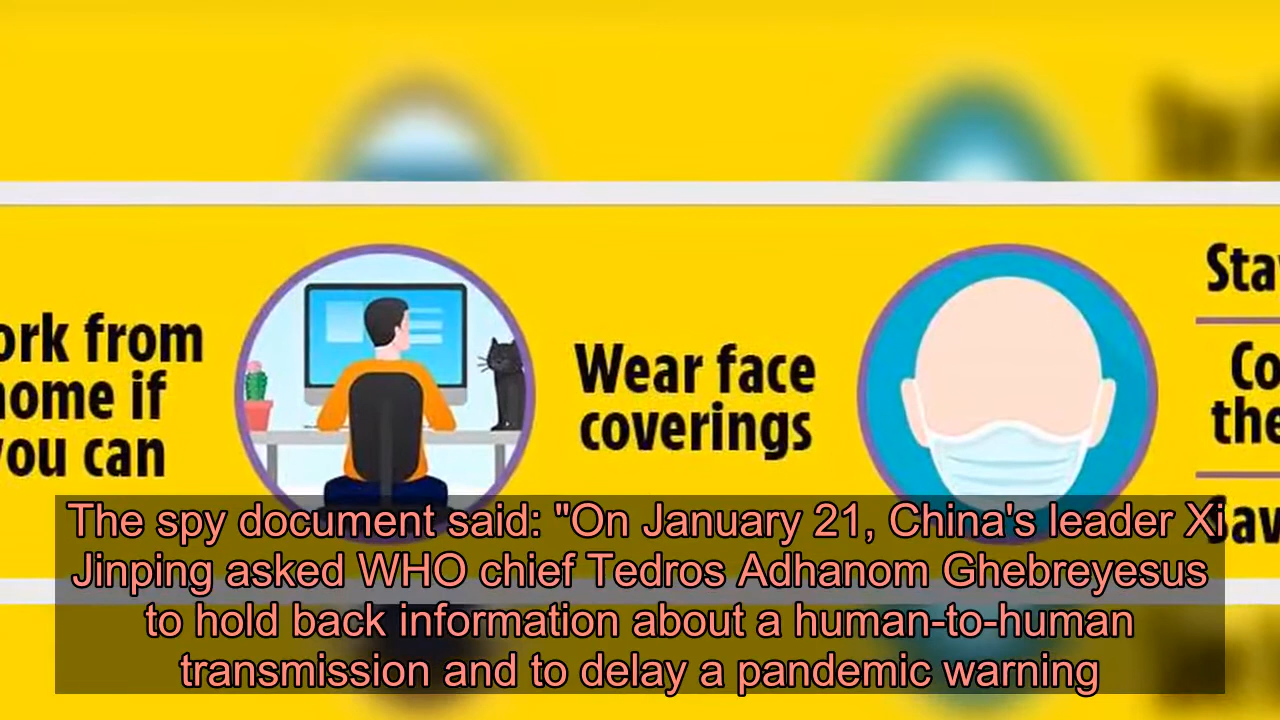 ork from
home if
you can
Wear face
coverings
Sta
Co
the
The spy document said: "On January 21, China's leader Xi
Jinping asked WHO chief Tedros Adhanom Ghebreyesus
to hold back information about a human-to-human
transmission and to delay a pandemic warning